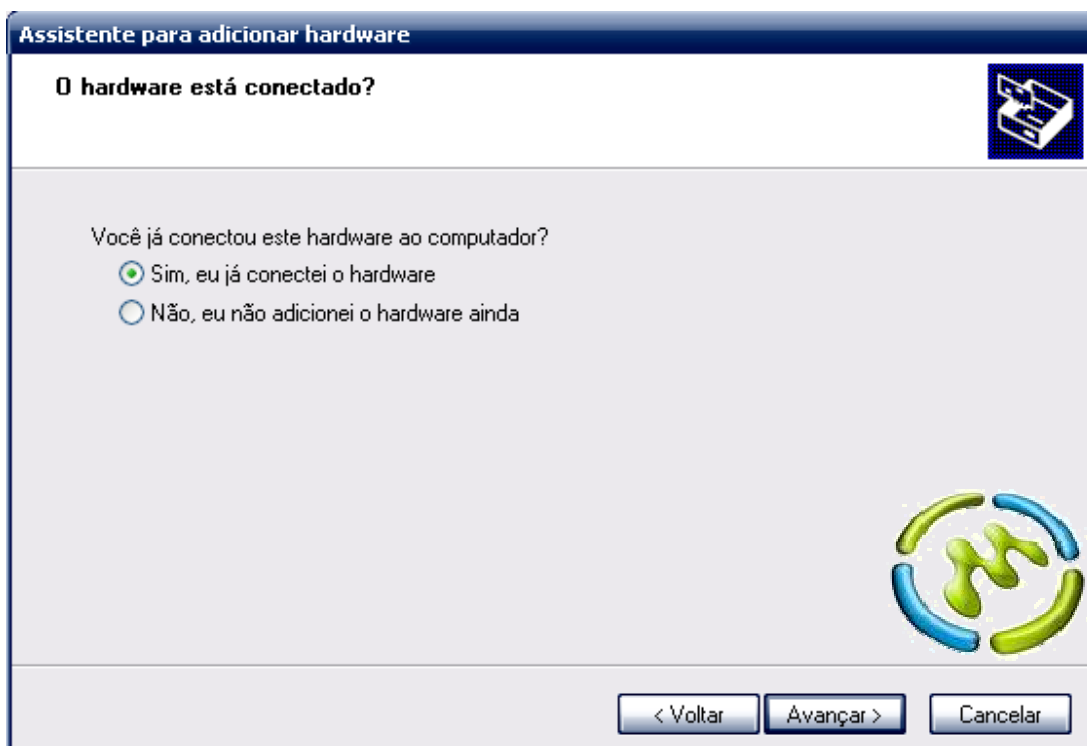 Assistente para adicionar hardware
O hardware está conectado?
Você já conectou este hardware ao computador?
Sim, eu já conectei o hardware
Não, eu não adicionei o hardware ainda
< Voltar
Avançar >
Cancelar